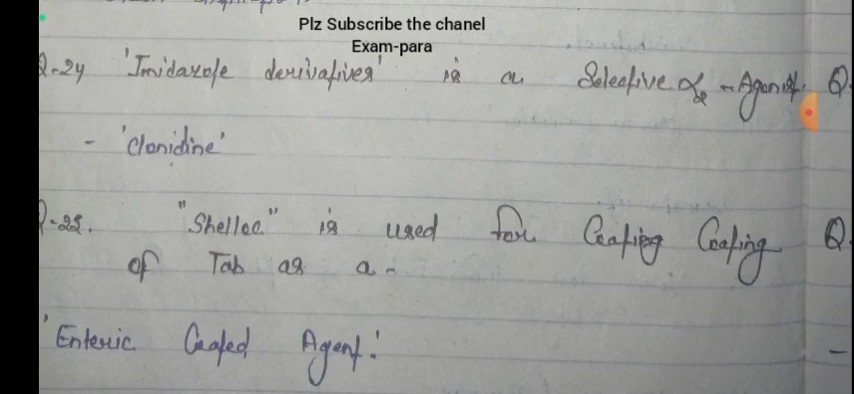 Plz Subscribe the chanel
Exam-para
Q-24 'Imidazole derivatives' is a Selective α2 - Agonist. Q
- 'Clonidine'
Q-25. "Shellac" is used for Coating Coating Q
of Tab as a -
'Enteric Coated Agent.' -